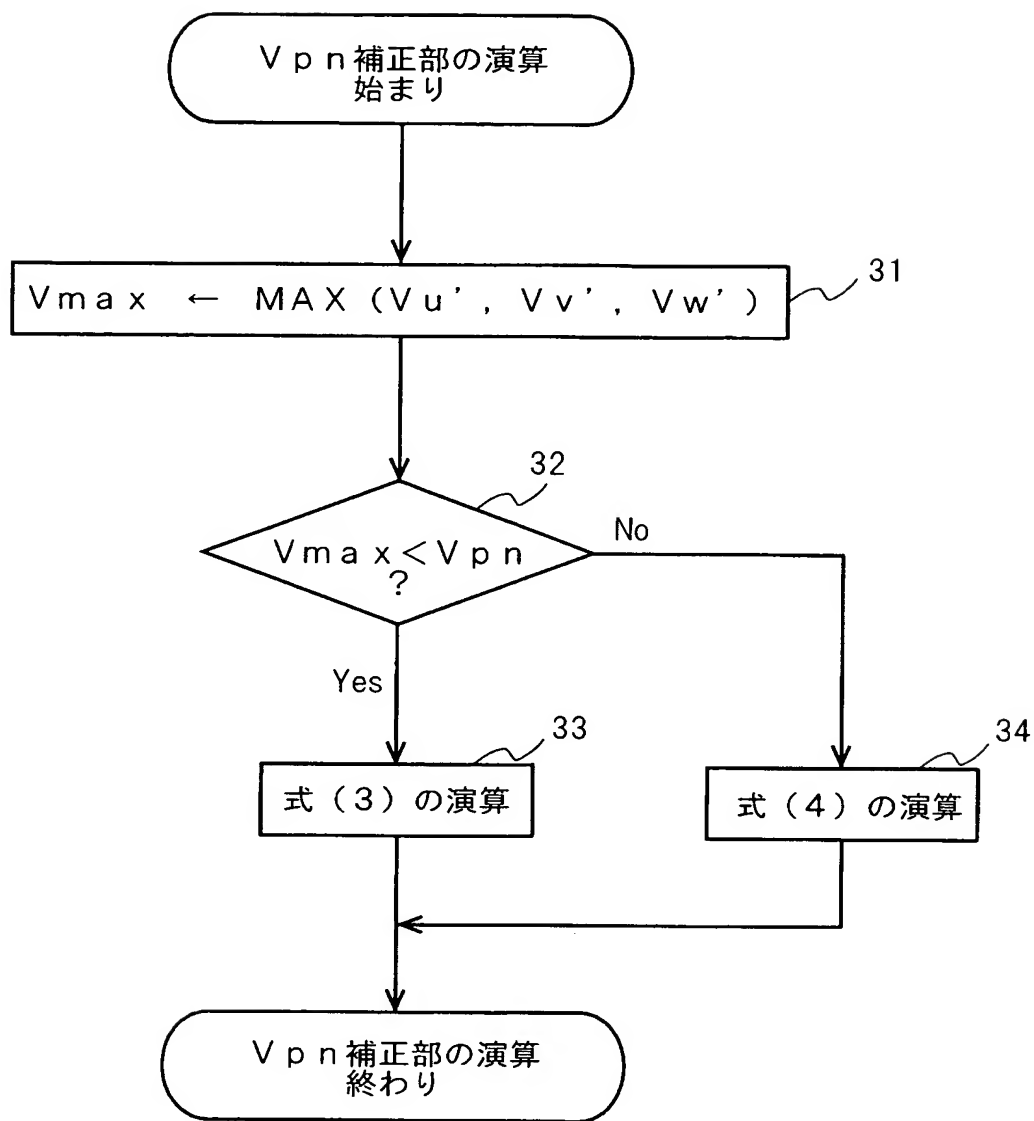 Ｖｐｎ補正部の演算
始まり
Ｖｍａｘ ← ＭＡＸ（Ｖｕ’，Ｖｖ’，Ｖｗ’）
31
32
Ｖｍａｘ＜Ｖｐｎ
？
No
Yes
33
式（３）の演算
34
式（４）の演算
Ｖｐｎ補正部の演算
終わり